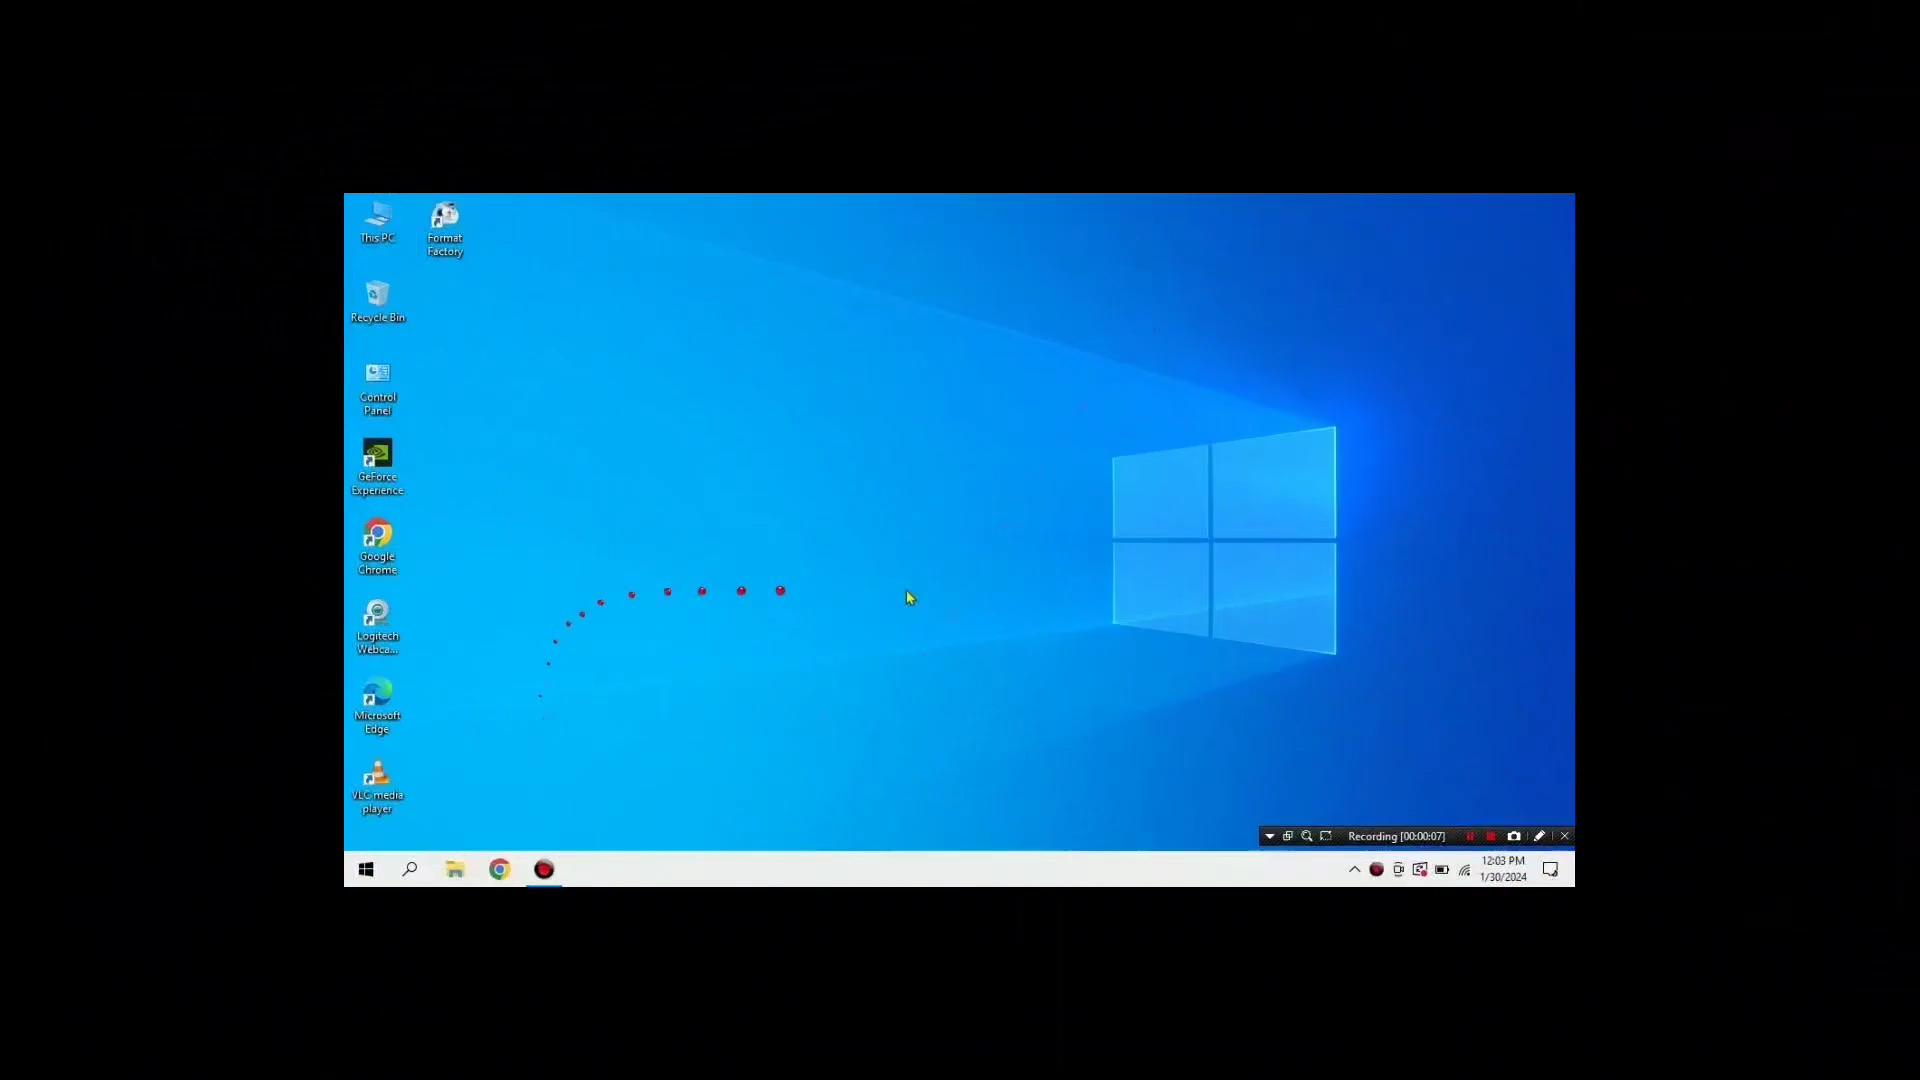 This PC
Format
Factory
Recycle Bin
Control
Panel
GeForce
Experience
Google
Chrome
Logitech
Webca...
Microsoft
Edge
VLC media
player
Recording [00:00:07]
12:03 PM
1/30/2024